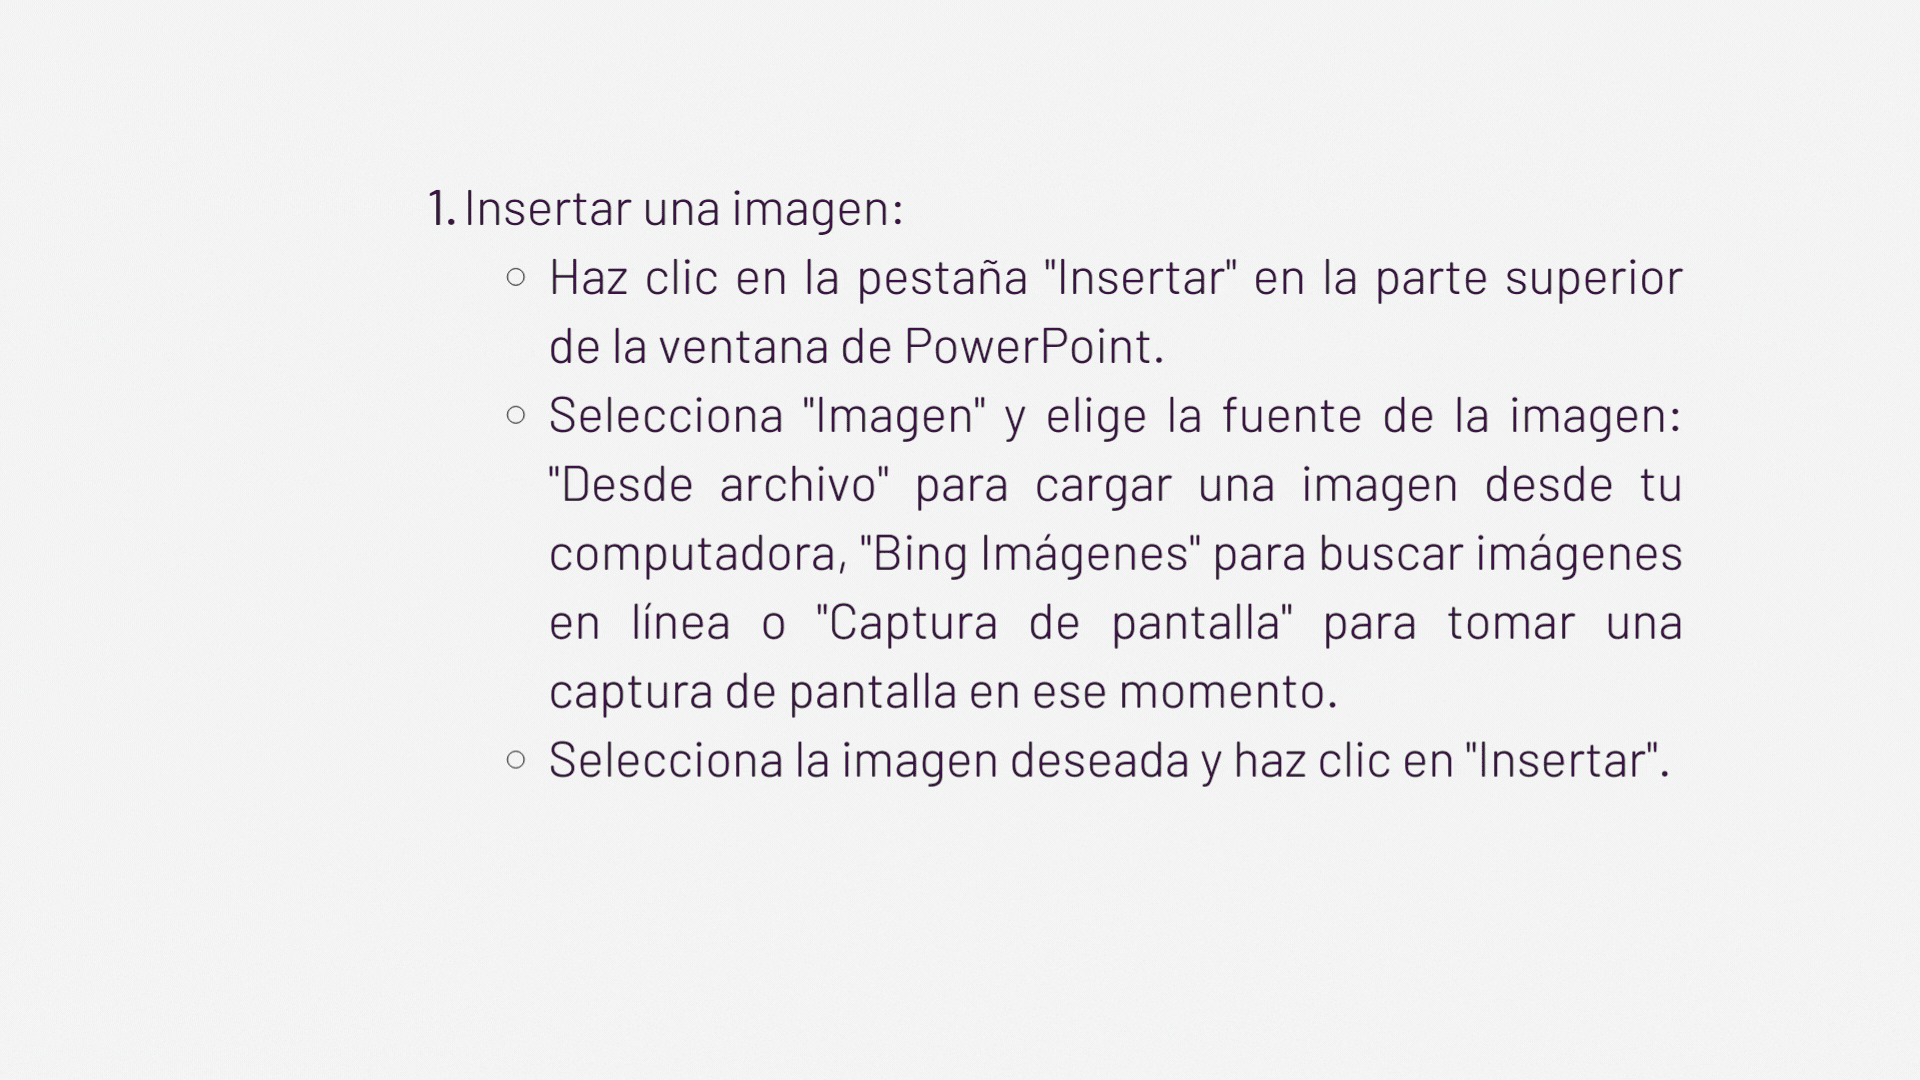 1. Insertar una imagen:
○ Haz clic en la pestaña "Insertar" en la parte superior
de la ventana de PowerPoint.
○ Selecciona "Imagen" y elige la fuente de la imagen:
"Desde archivo" para cargar una imagen desde tu
computadora, "Bing Imágenes" para buscar imágenes
en línea o "Captura de pantalla" para tomar una
captura de pantalla en ese momento.
○ Selecciona la imagen deseada y haz clic en "Insertar".